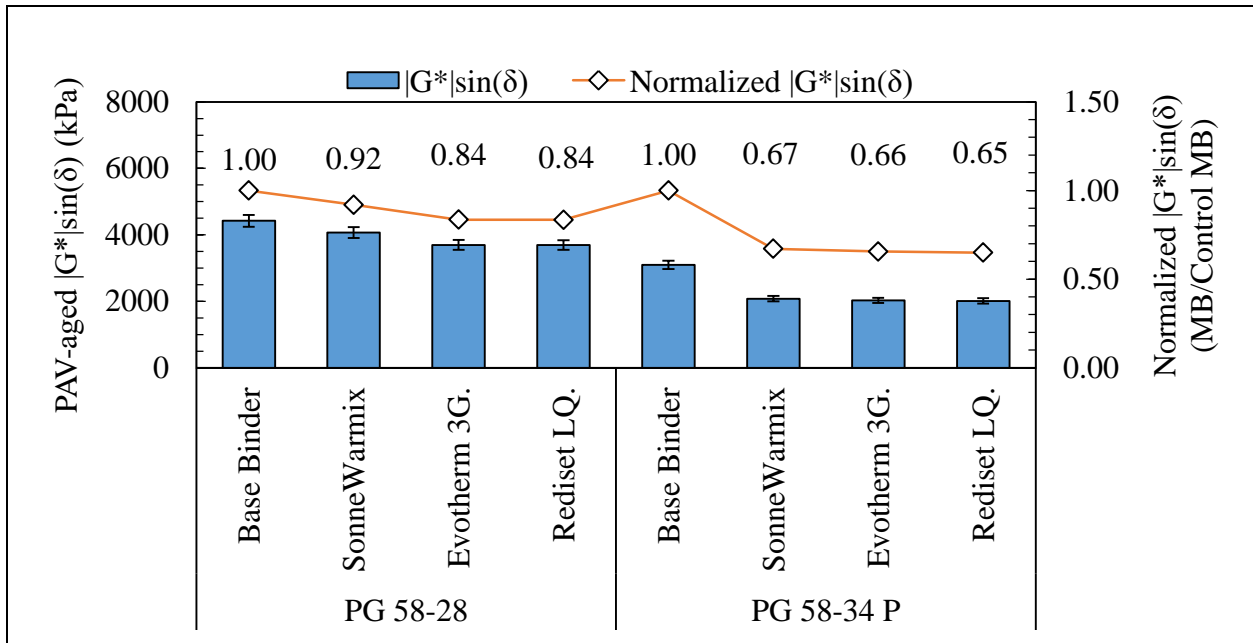 |G*|sin(δ)
Normalized |G*|sin(δ)
PAV-aged |G*|sin(δ) (kPa)
8000
6000
4000
2000
0
1.00
0.92
0.84
0.84
1.00
0.67
0.66
0.65
1.50
1.00
0.50
0.00
Normalized |G*|sin(δ)
(MB/Control MB)
Base Binder
SonneWarmix
Evotherm 3G.
Rediset LQ.
Base Binder
SonneWarmix
Evotherm 3G.
Rediset LQ.
PG 58-28
PG 58-34 P